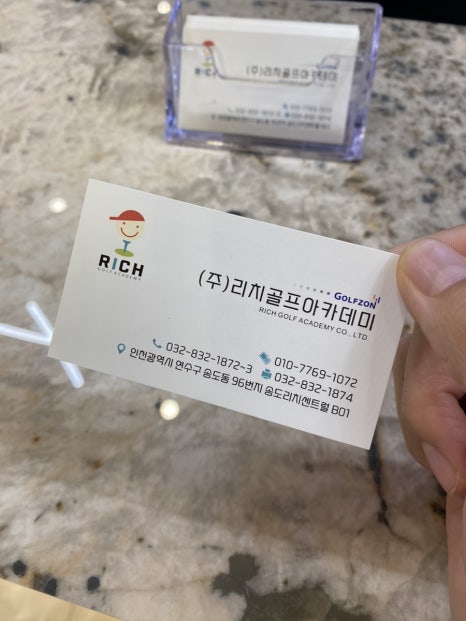 RICH
(주)리치골프아카데미
RICH
GOLF ACADEMY
GOLFZON
(주)리치골프아카데미
RICH GOLF ACADEMY CO., LTD.
032-832-1872~3
010-7769-1072
032-832-1874
인천광역시 연수구 송도동 96번지 송도리치센트럴 B01